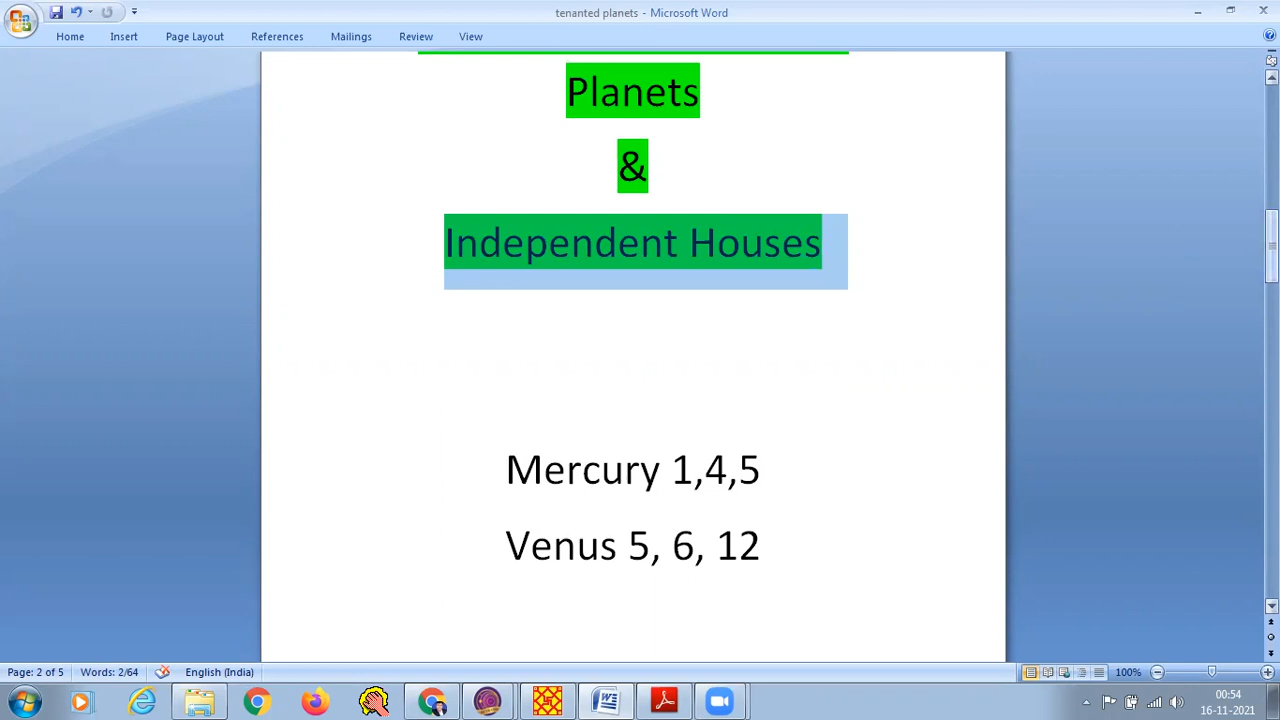 tenanted planets - Microsoft Word
Home Insert Page Layout References Mailings Review View
Planets
&
Independent Houses
Mercury 1,4,5
Venus 5, 6, 12
Page: 2 of 5 Words: 2/64 English (India) 100%
00:54
16-11-2021